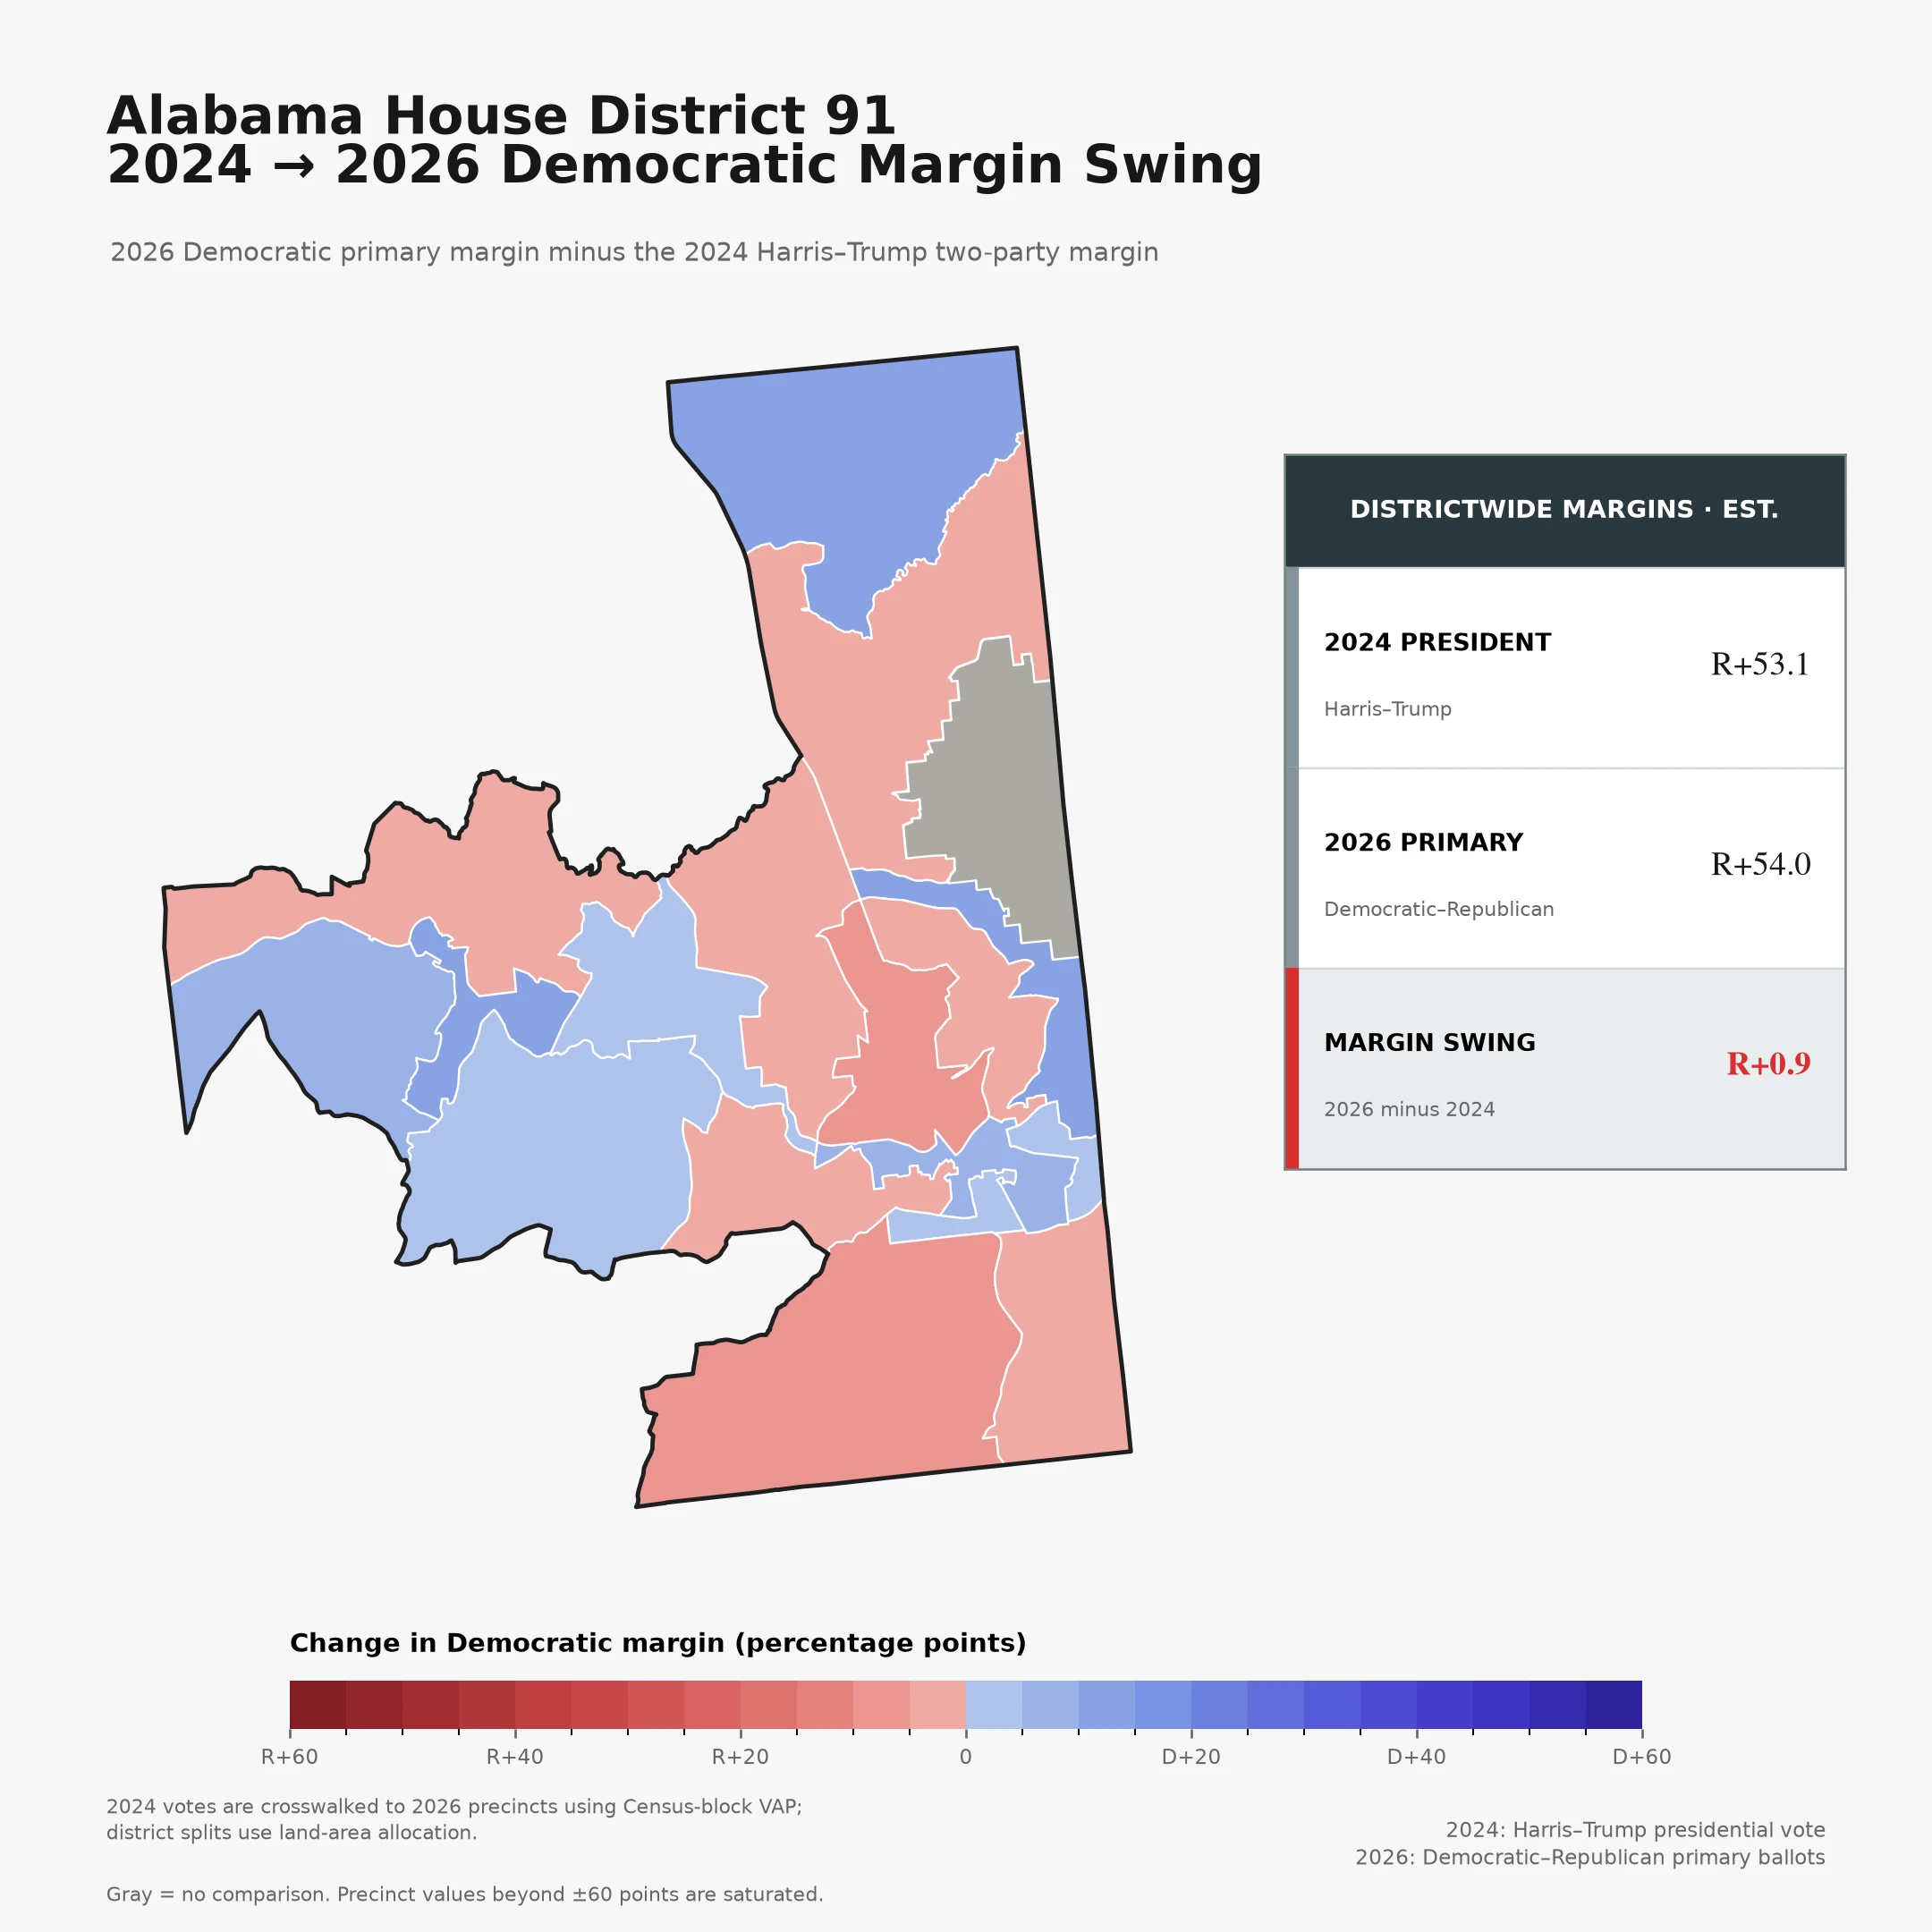 Alabama House District 91
2024 → 2026 Democratic Margin Swing
2026 Democratic primary margin minus the 2024 Harris–Trump two-party margin
DISTRICTWIDE MARGINS · EST.
2024 PRESIDENT
R+53.1
Harris–Trump
2026 PRIMARY
R+54.0
Democratic–Republican
MARGIN SWING
R+0.9
2026 minus 2024
Change in Democratic margin (percentage points)
R+60 R+40 R+20 0 D+20 D+40 D+60
2024 votes are crosswalked to 2026 precincts using Census-block VAP;
district splits use land-area allocation.
Gray = no comparison. Precinct values beyond ±60 points are saturated.
2024: Harris–Trump presidential vote
2026: Democratic–Republican primary ballots